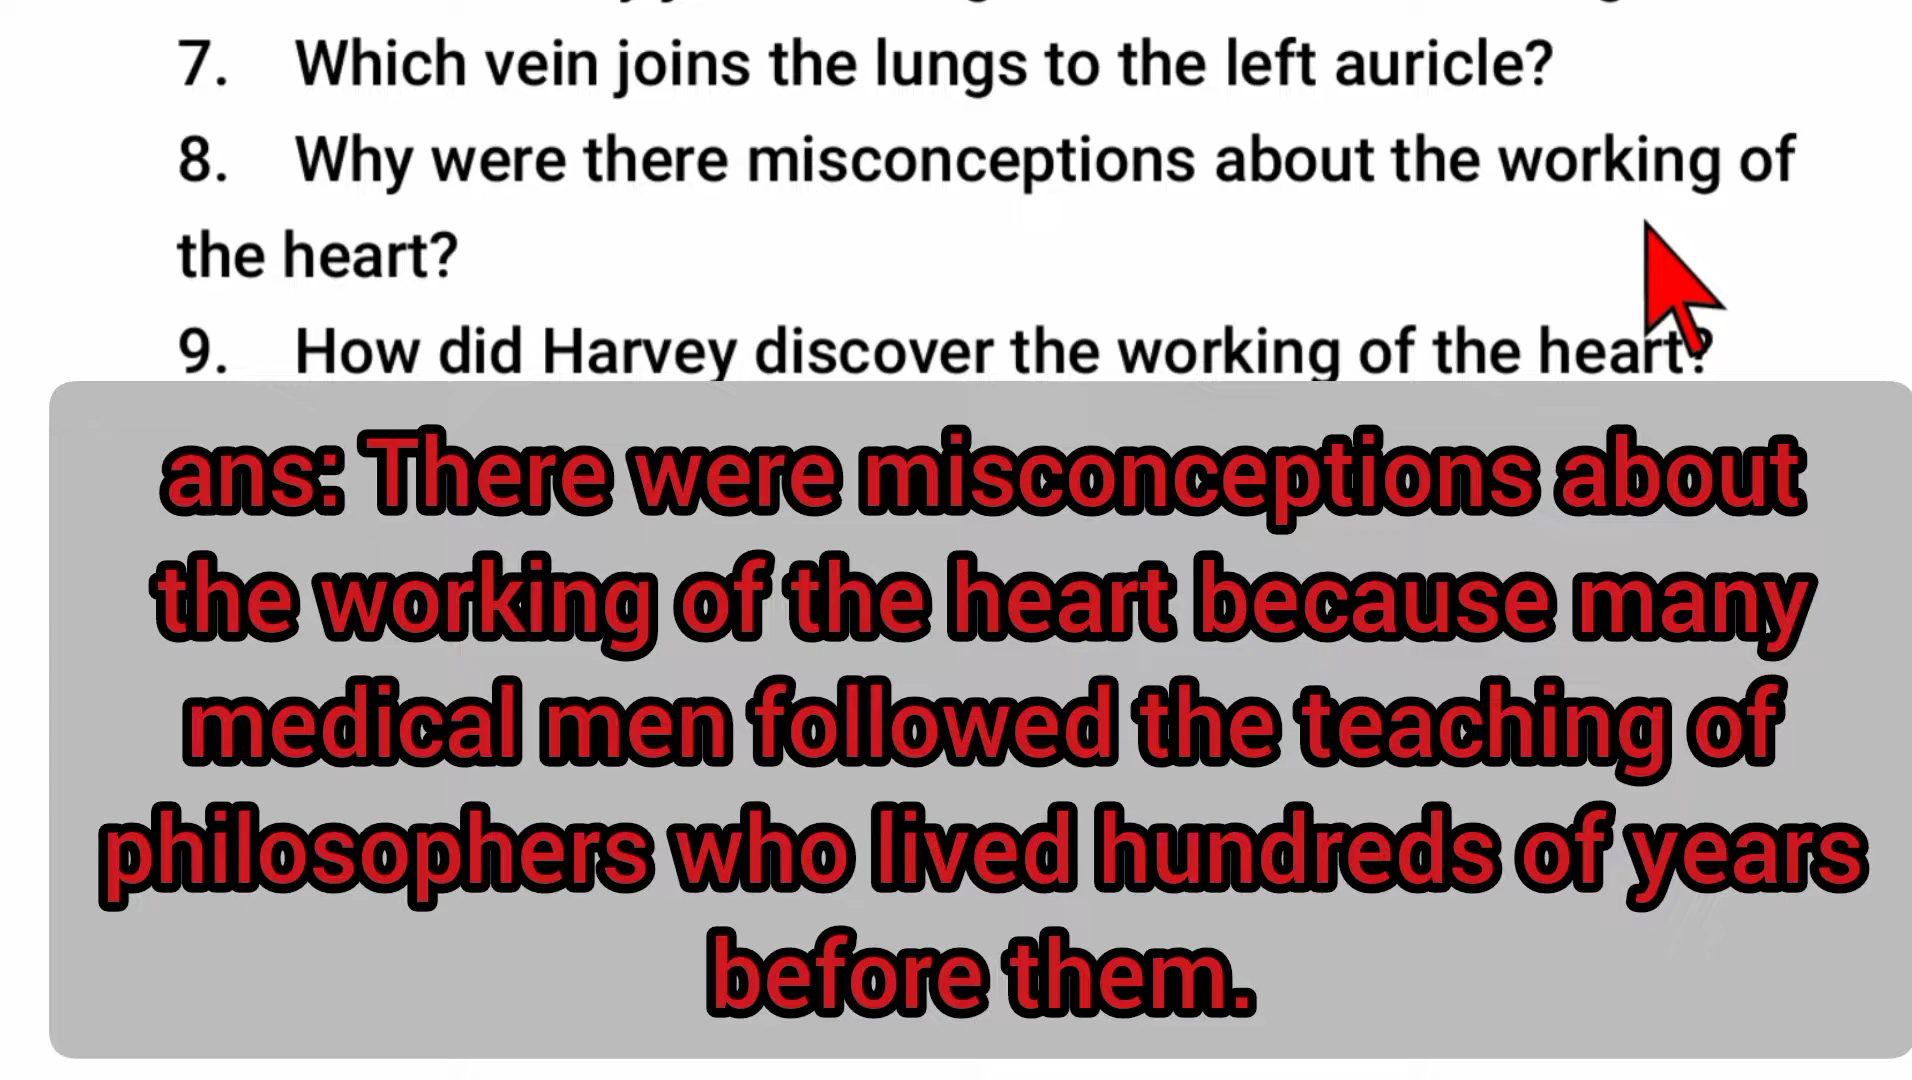 7. Which vein joins the lungs to the left auricle?
8. Why were there misconceptions about the working of
the heart?
9. How did Harvey discover the working of the heart?
ans: There were misconceptions about
the working of the heart because many
medical men followed the teaching of
philosophers who lived hundreds of years
before them.